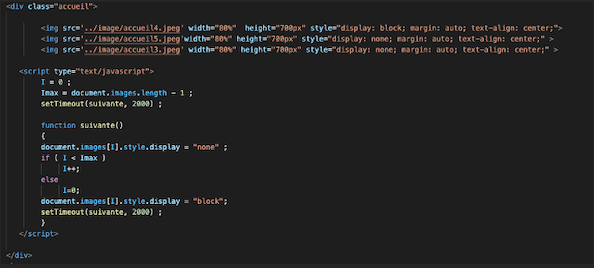 <div class="accueil">
<img src='../image/accueil4.jpeg' width="80%"  height="700px" style="display: block; margin: auto; text-align: center;">
<img src='../image/accueil5.jpeg'width="80%" height="700px" style="display: none; margin: auto; text-align: center;" >
<img src='../image/accueil3.jpeg' width="80%" height="700px" style="display: none; margin: auto; text-align: center;" >
<script type="text/javascript">
I = 0 ;
Imax = document.images.length - 1 ;
setTimeout(suivante, 2000) ;
function suivante()
{
document.images[I].style.display = "none" ;
if ( I < Imax )
I++;
else
I=0;
document.images[I].style.display = "block";
setTimeout(suivante, 2000) ;
}
</script>
</div>